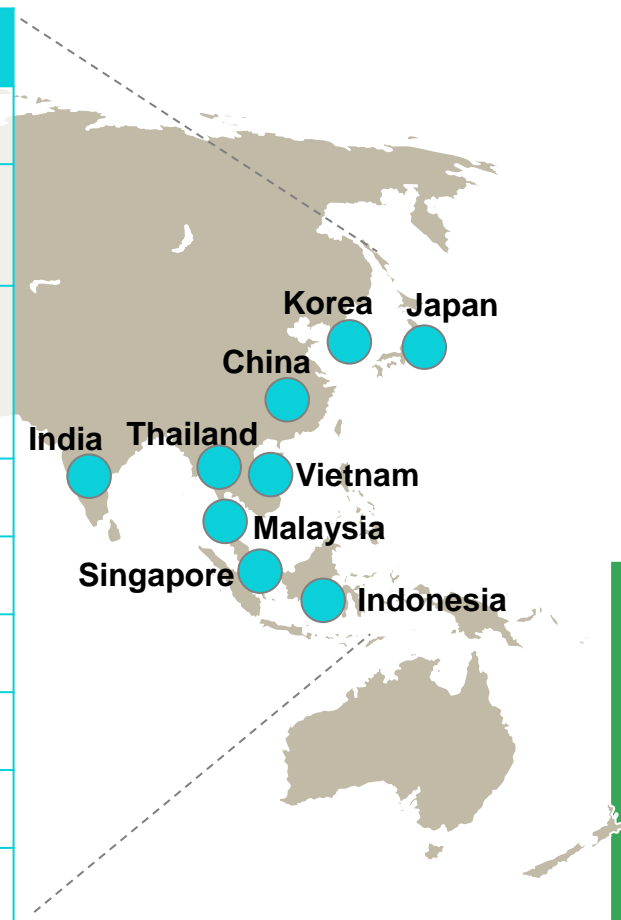 Korea
Japan
China
India
Thailand
Vietnam
Malaysia
Singapore
Indonesia